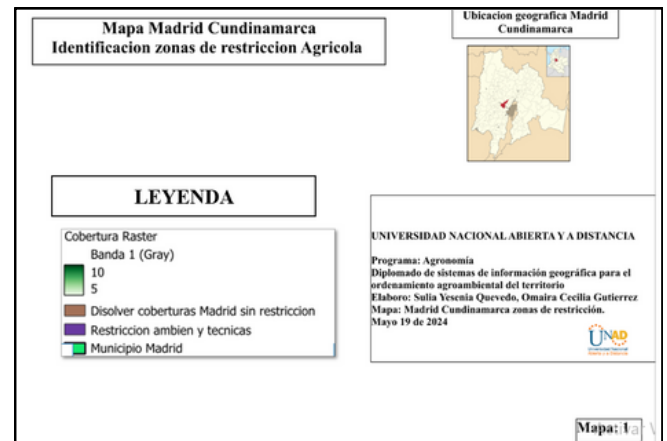 Mapa Madrid Cundinamarca
Identificacion zonas de restriccion Agricola
Ubicacion geografica Madrid
Cundinamarca
LEYENDA
Cobertura Raster
Banda 1 (Gray)
10
5
Disolver coberturas Madrid sin restriccion
Restriccion ambien y tecnicas
Municipio Madrid
UNIVERSIDAD NACIONAL ABIERTA Y A DISTANCIA
Programa: Agronomía
Diplomado de sistemas de información geográfica para el
ordenamiento agroambiental del territorio
Elaboro: Sulia Yesenia Quevedo, Omaira Cecilia Gutierrez
Mapa: Madrid Cundinamarca zonas de restricción.
Mayo 19 de 2024
UNAD
Mapa: 1